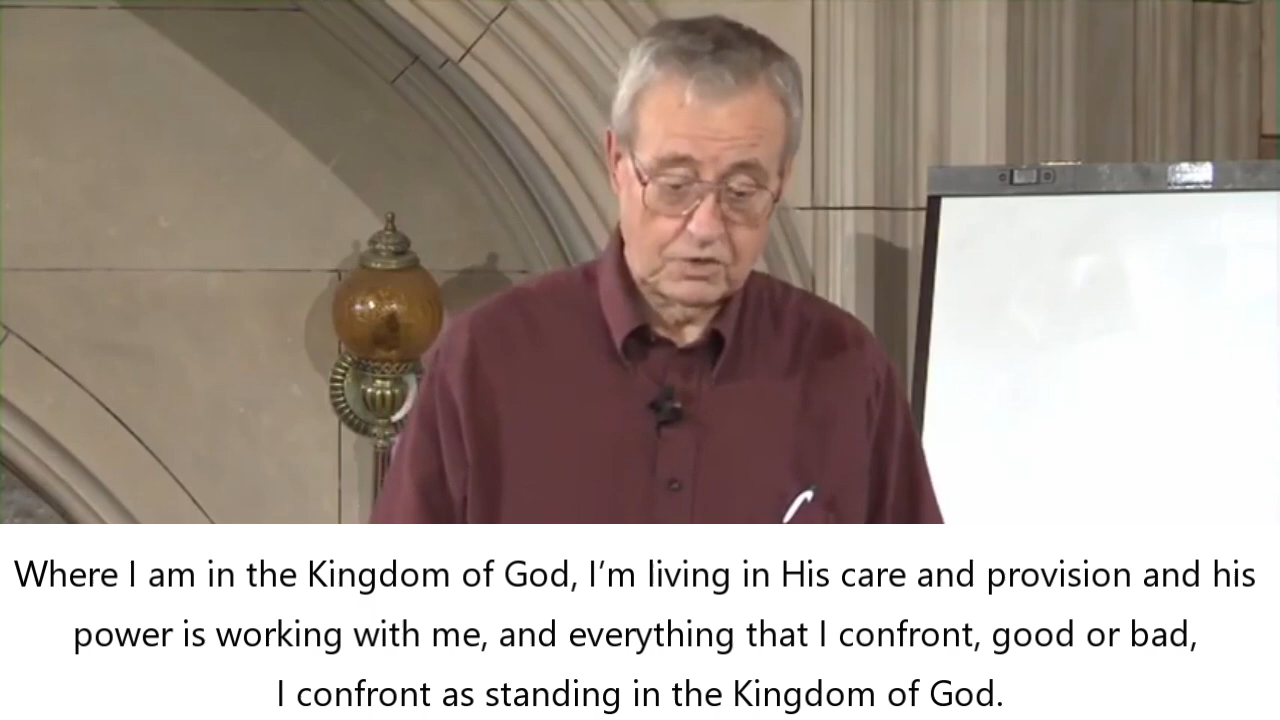 Where I am in the Kingdom of God, I’m living in His care and provision and his
power is working with me, and everything that I confront, good or bad,
I confront as standing in the Kingdom of God.